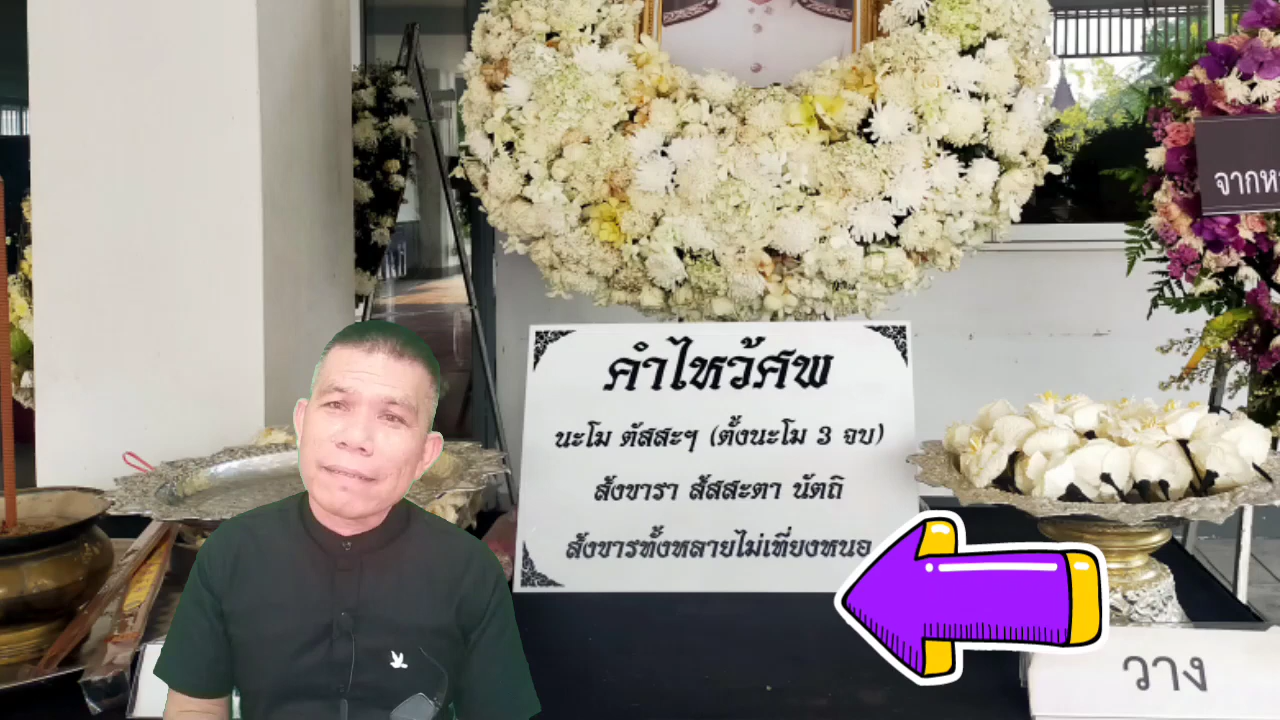 คำไหว้ศพ
นะโม ตัสสะฯ (ตั้งนะโม 3 จบ)
สังขารา สัสสะตา นัตถิ
สังขารทั้งหลายไม่เที่ยงหนอ
จากห
วาง